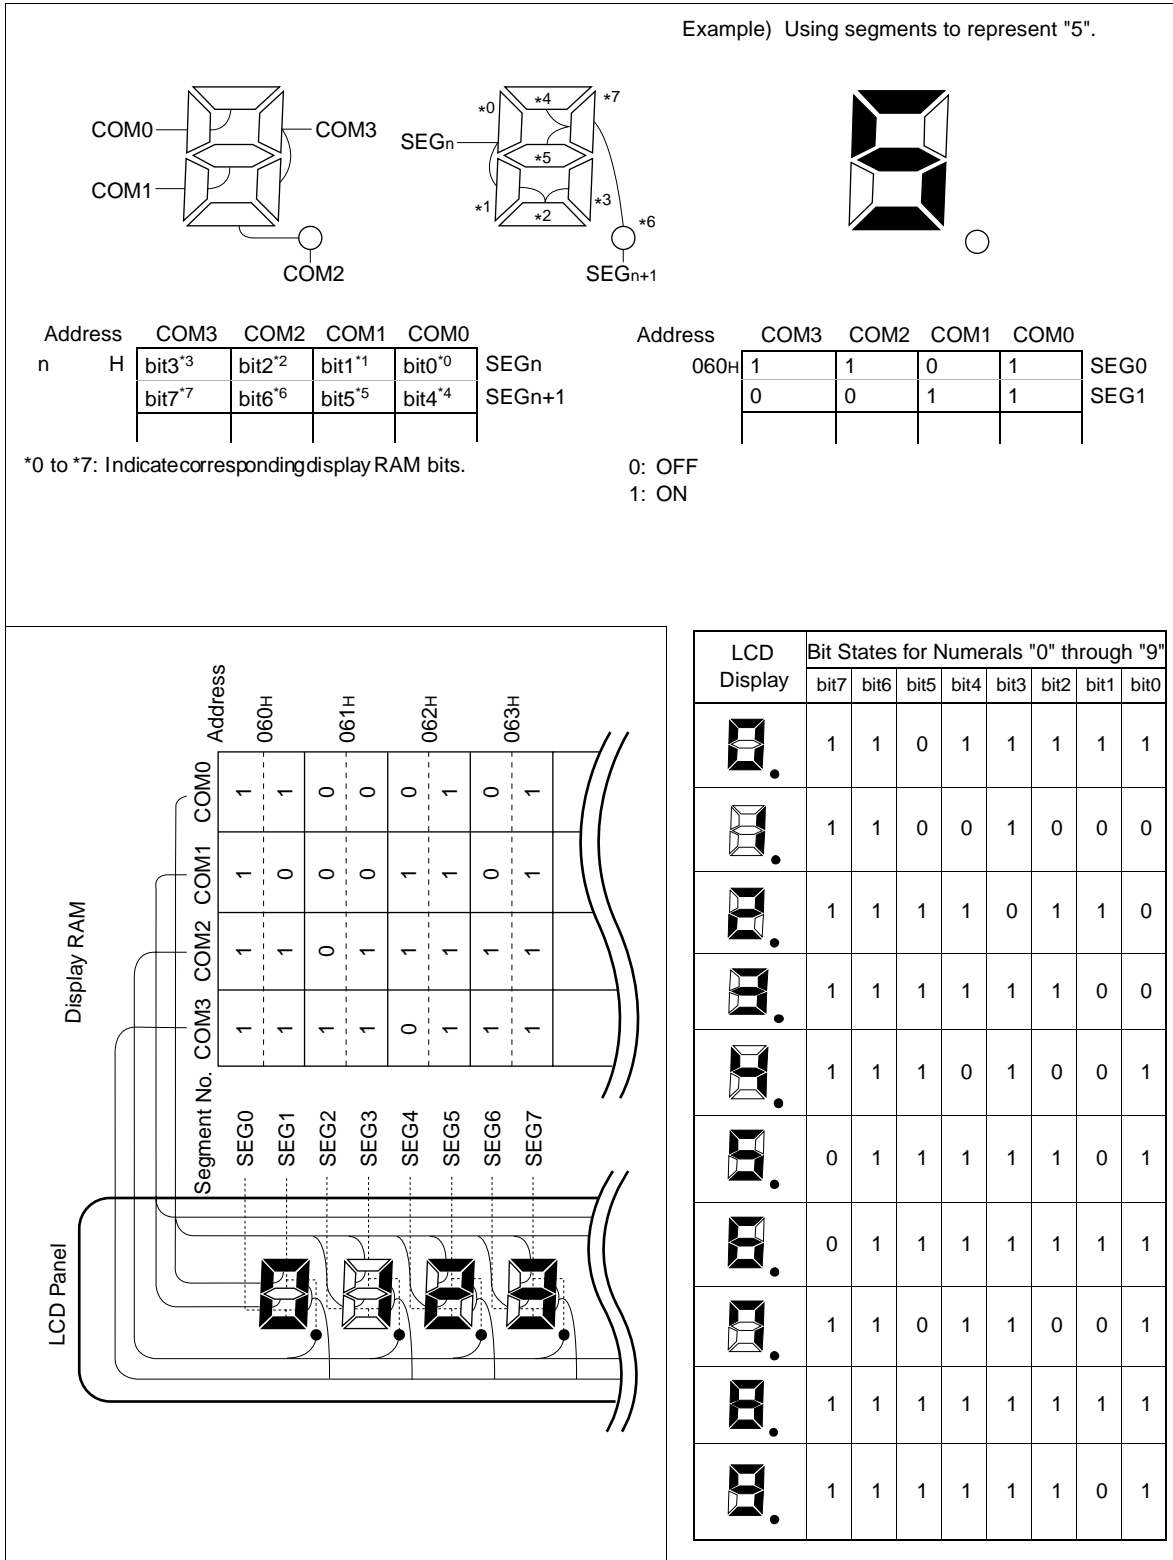 Example) Using segments to represent "5".
COM0
COM3
COM1
COM2
*0
*4
*7
SEGn
*5
*1
*2
*3
*6
SEGn+1
Address COM3 COM2 COM1 COM0
n H bit3*3 bit2*2 bit1*1 bit0*0 SEGn
bit7*7 bit6*6 bit5*5 bit4*4 SEGn+1
*0 to *7: Indicatecorrespondingdisplay RAM bits.
Address COM3 COM2 COM1 COM0
060H 1 1 0 1 SEG0
0 0 1 1 SEG1
0: OFF
1: ON
Display RAM
Address
060H 061H 062H 063H
COM0 1 1 0 0 0 1 0 1
COM1 1 0 0 0 1 1 0 1
COM2 1 1 0 1 1 1 1 1
COM3 1 1 1 1 0 1 1 1
Segment No.
SEG0
SEG1
SEG2
SEG3
SEG4
SEG5
SEG6
SEG7
LCD Panel
LCD Display
Bit States for Numerals "0" through "9"
bit7 bit6 bit5 bit4 bit3 bit2 bit1 bit0
0. 1 1 0 1 1 1 1 1
1. 1 1 0 0 1 0 0 0
2. 1 1 1 1 0 1 1 0
3. 1 1 1 1 1 1 0 0
4. 1 1 1 0 1 0 0 1
5. 0 1 1 1 1 1 0 1
6. 0 1 1 1 1 1 1 1
7. 1 1 0 1 1 0 0 1
8. 1 1 1 1 1 1 1 1
9. 1 1 1 1 1 1 0 1